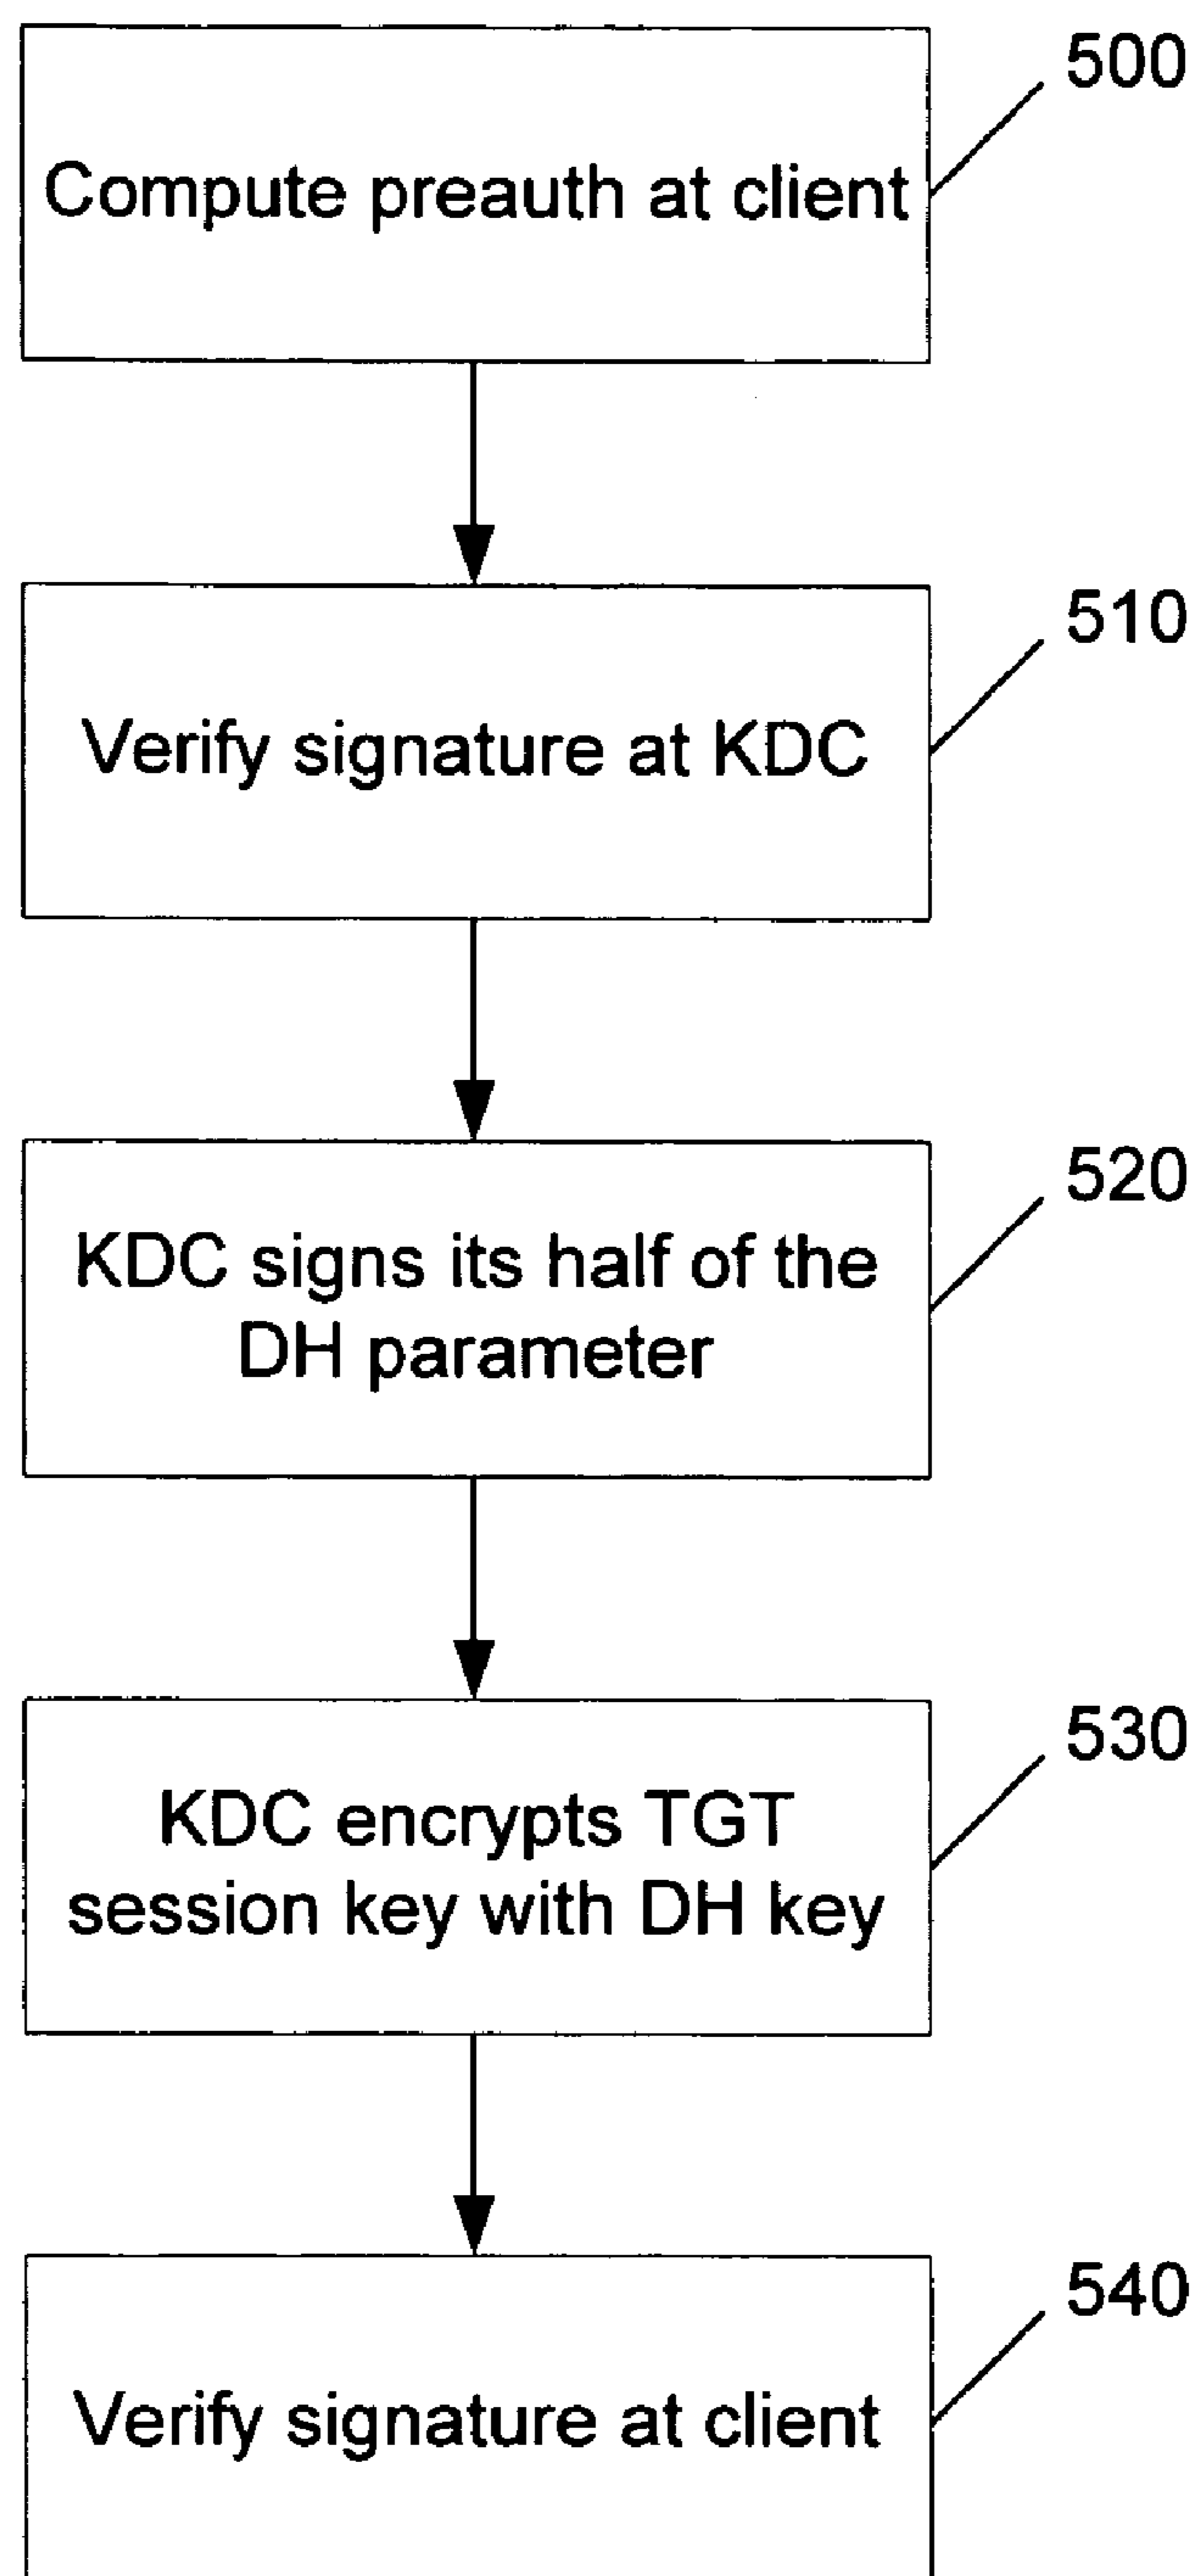 500
Compute preauth at client
510
Verify signature at KDC
520
KDC signs its half of the
DH parameter
530
KDC encrypts TGT
session key with DH key
540
Verify signature at client